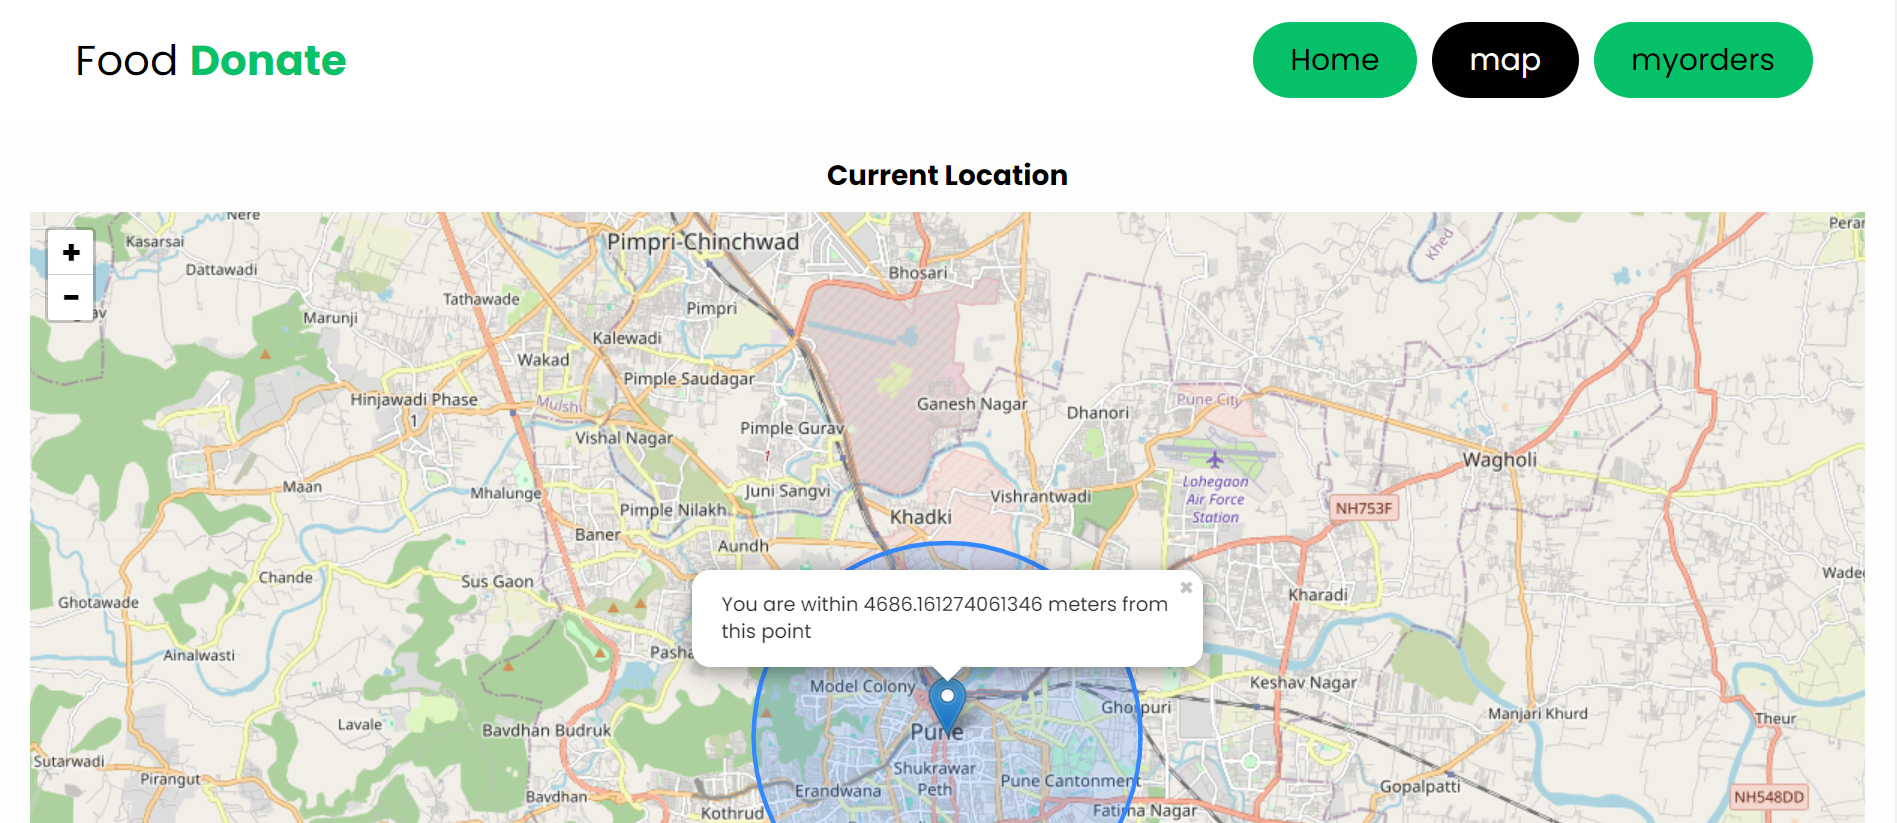 Food Donate
Home
map
myorders
Current Location
+
-
Nere
Kasarsai
Dattawadi
Pimpri-Chinchwad
Bhosari
Khed
Tathawade
Pimpri
Marunji
Kalewadi
Wakad
Pimple Saudagar
Hinjawadi Phase
1
Mulshi
Ganesh Nagar
Dhanori
Pune City
Vishal Nagar
Pimple Gurav
1
Wagholi
Lohegaon
Air Force
Station
Maan
Mhalunge
Juni Sangvi
Vishrantwadi
Pimple Nilakh
Khadki
NH753F
Baner
Aundh
Chande
Sus Gaon
Kharadi
Ghotawade
You are within 4686.161274061346 meters from
this point
×
Ainalwasti
Model Colony
Keshav Nagar
Ghorpuri
Manjari Khurd
Theur
Lavale
Bavdhan Budruk
Pune
Sutarwadi
Pirangut
Shukrawar
Peth
Pune Cantonment
Erandwana
Gopalpatti
Bavdhan
Kothrud
Fatima Nagar
NH548DD